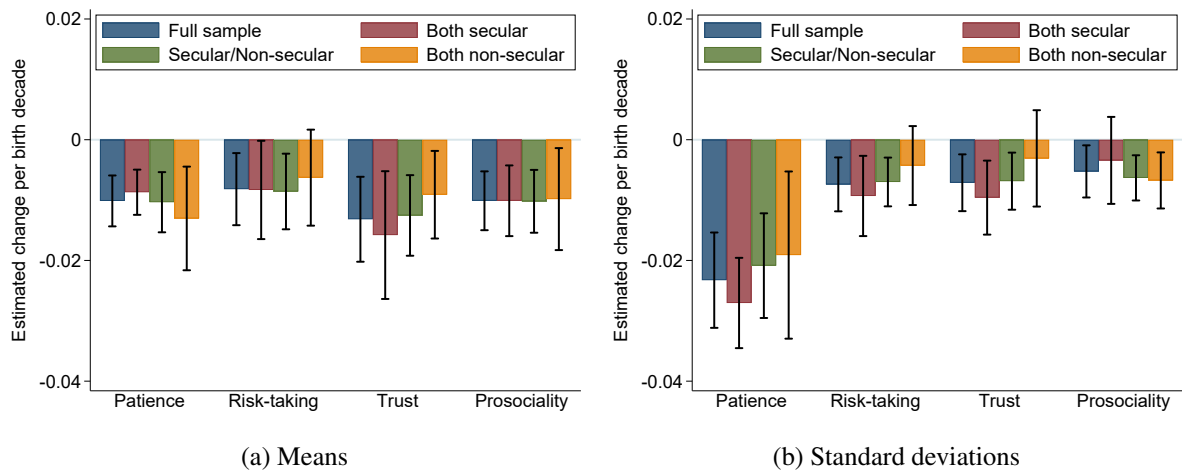 Full sample
Both secular
Secular/Non-secular
Both non-secular
0.02
0
-0.02
-0.04
Estimated change per birth decade
Patience
Risk-taking
Trust
Prosociality
(a) Means
Full sample
Both secular
Secular/Non-secular
Both non-secular
0.02
0
-0.02
-0.04
Estimated change per birth decade
Patience
Risk-taking
Trust
Prosociality
(b) Standard deviations